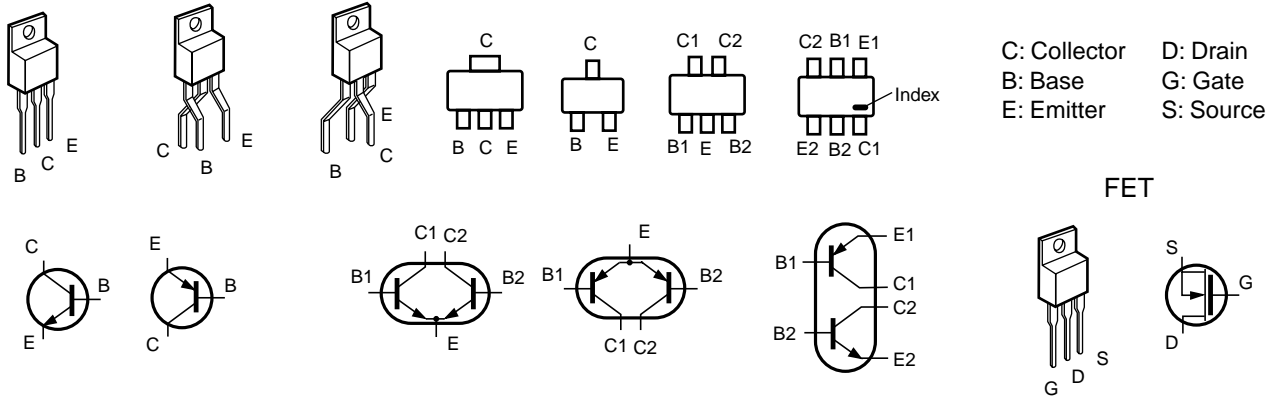 C
C
C1 C2
C2 B1 E1
C: Collector D: Drain
B: Base G: Gate
E: Emitter S: Source
Index
B C E
C B E
B C E
B C E
B E
B1 E B2
E2 B2 C1
FET
C B E
E B C
C1 C2
B1 B2
E
E
B1 B2
C1 C2
E1
B1
C1
C2
B2
E2
G D S
S
G
D